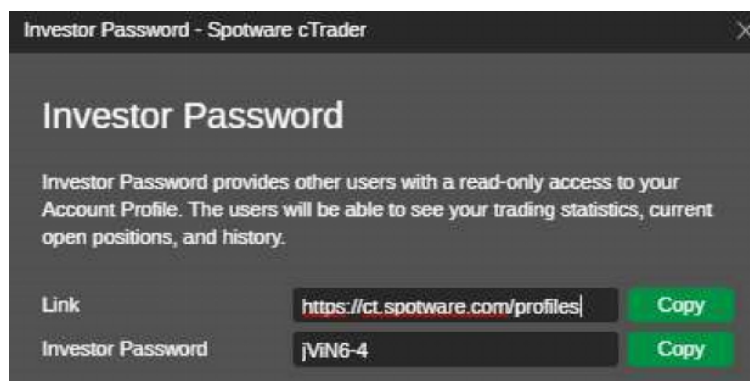 Investor Password - Spotware cTrader
Investor Password
Investor Password provides other users with a read-only access to your
Account Profile. The users will be able to see your trading statistics, current
open positions, and history.
Link https://ct.spotware.com/profiles Copy
Investor Password jViN6-4 Copy